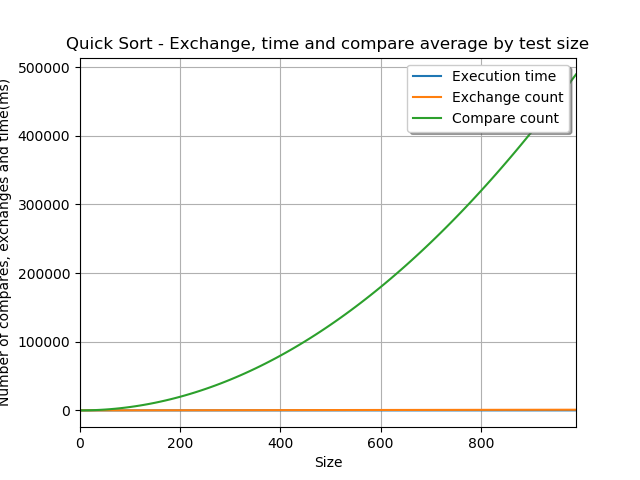 Quick Sort - Exchange, time and compare average by test size
Number of compares, exchanges and time(ms)
500000
400000
300000
200000
100000
0
Execution time
Exchange count
Compare count
0 200 400 600 800
Size